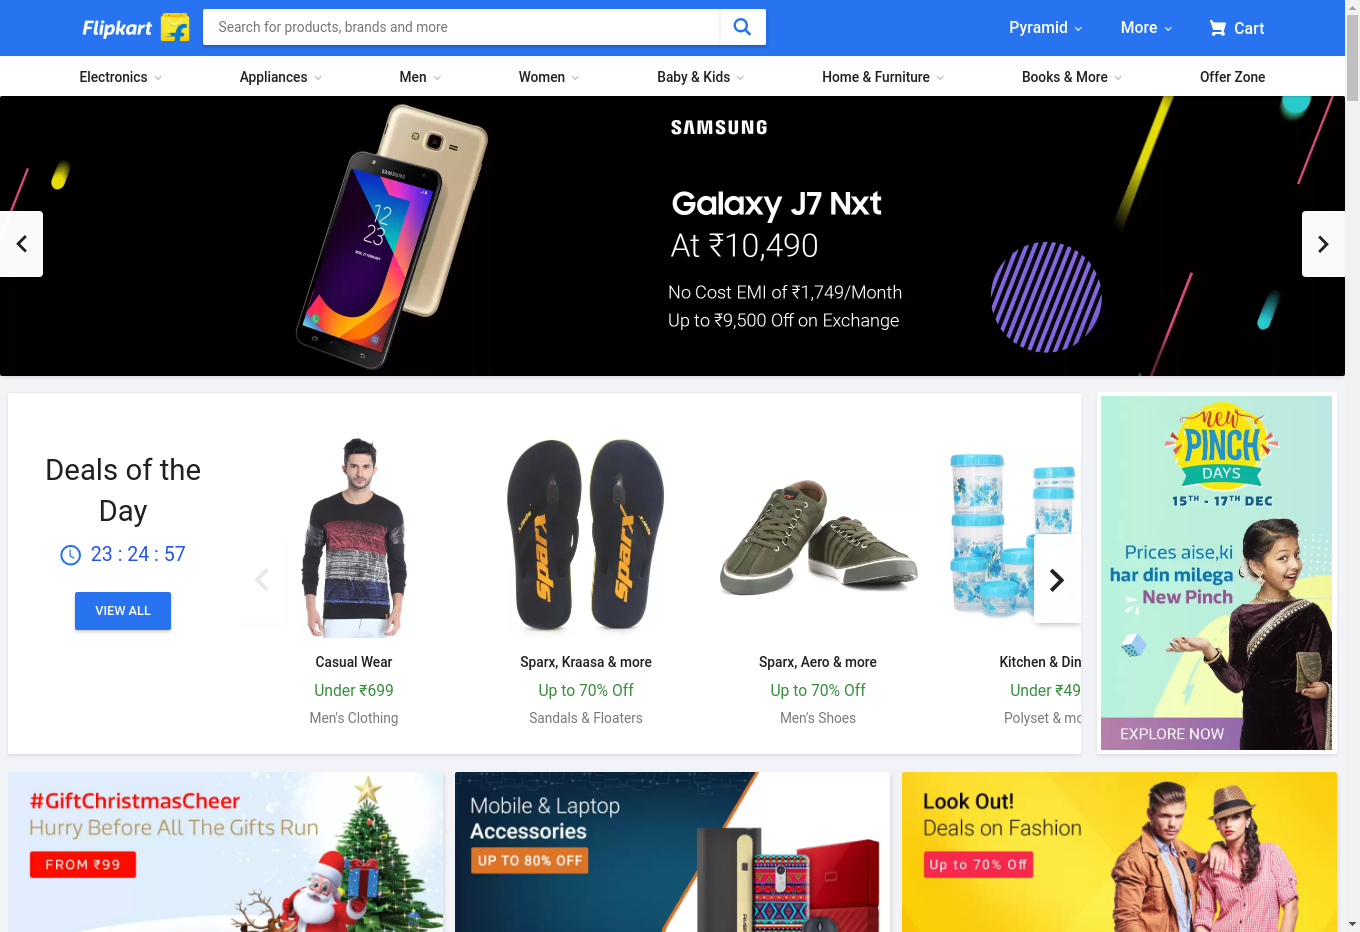 Flipkart
Search for products, brands and more
Pyramid
More
Cart
Electronics
Appliances
Men
Women
Baby & Kids
Home & Furniture
Books & More
Offer Zone
SAMSUNG
Galaxy J7 Nxt
At ₹10,490
No Cost EMI of ₹1,749/Month
Up to ₹9,500 Off on Exchange
SAMSUNG
12
23
Deals of the
Day
23 : 24 : 57
VIEW ALL
sparx
sparx
Casual Wear
Under ₹699
Men's Clothing
Sparx, Kraasa & more
Up to 70% Off
Sandals & Floaters
Sparx, Aero & more
Up to 70% Off
Men's Shoes
Kitchen & Din
Under ₹49
Polyset & mo
new
PINCH
DAYS
15TH - 17TH DEC
Prices aise,ki
har din milega
New Pinch
EXPLORE NOW
#GiftChristmasCheer
Hurry Before All The Gifts Run
FROM ₹99
Mobile & Laptop
Accessories
UP TO 80% OFF
Look Out!
Deals on Fashion
Up to 70% Off